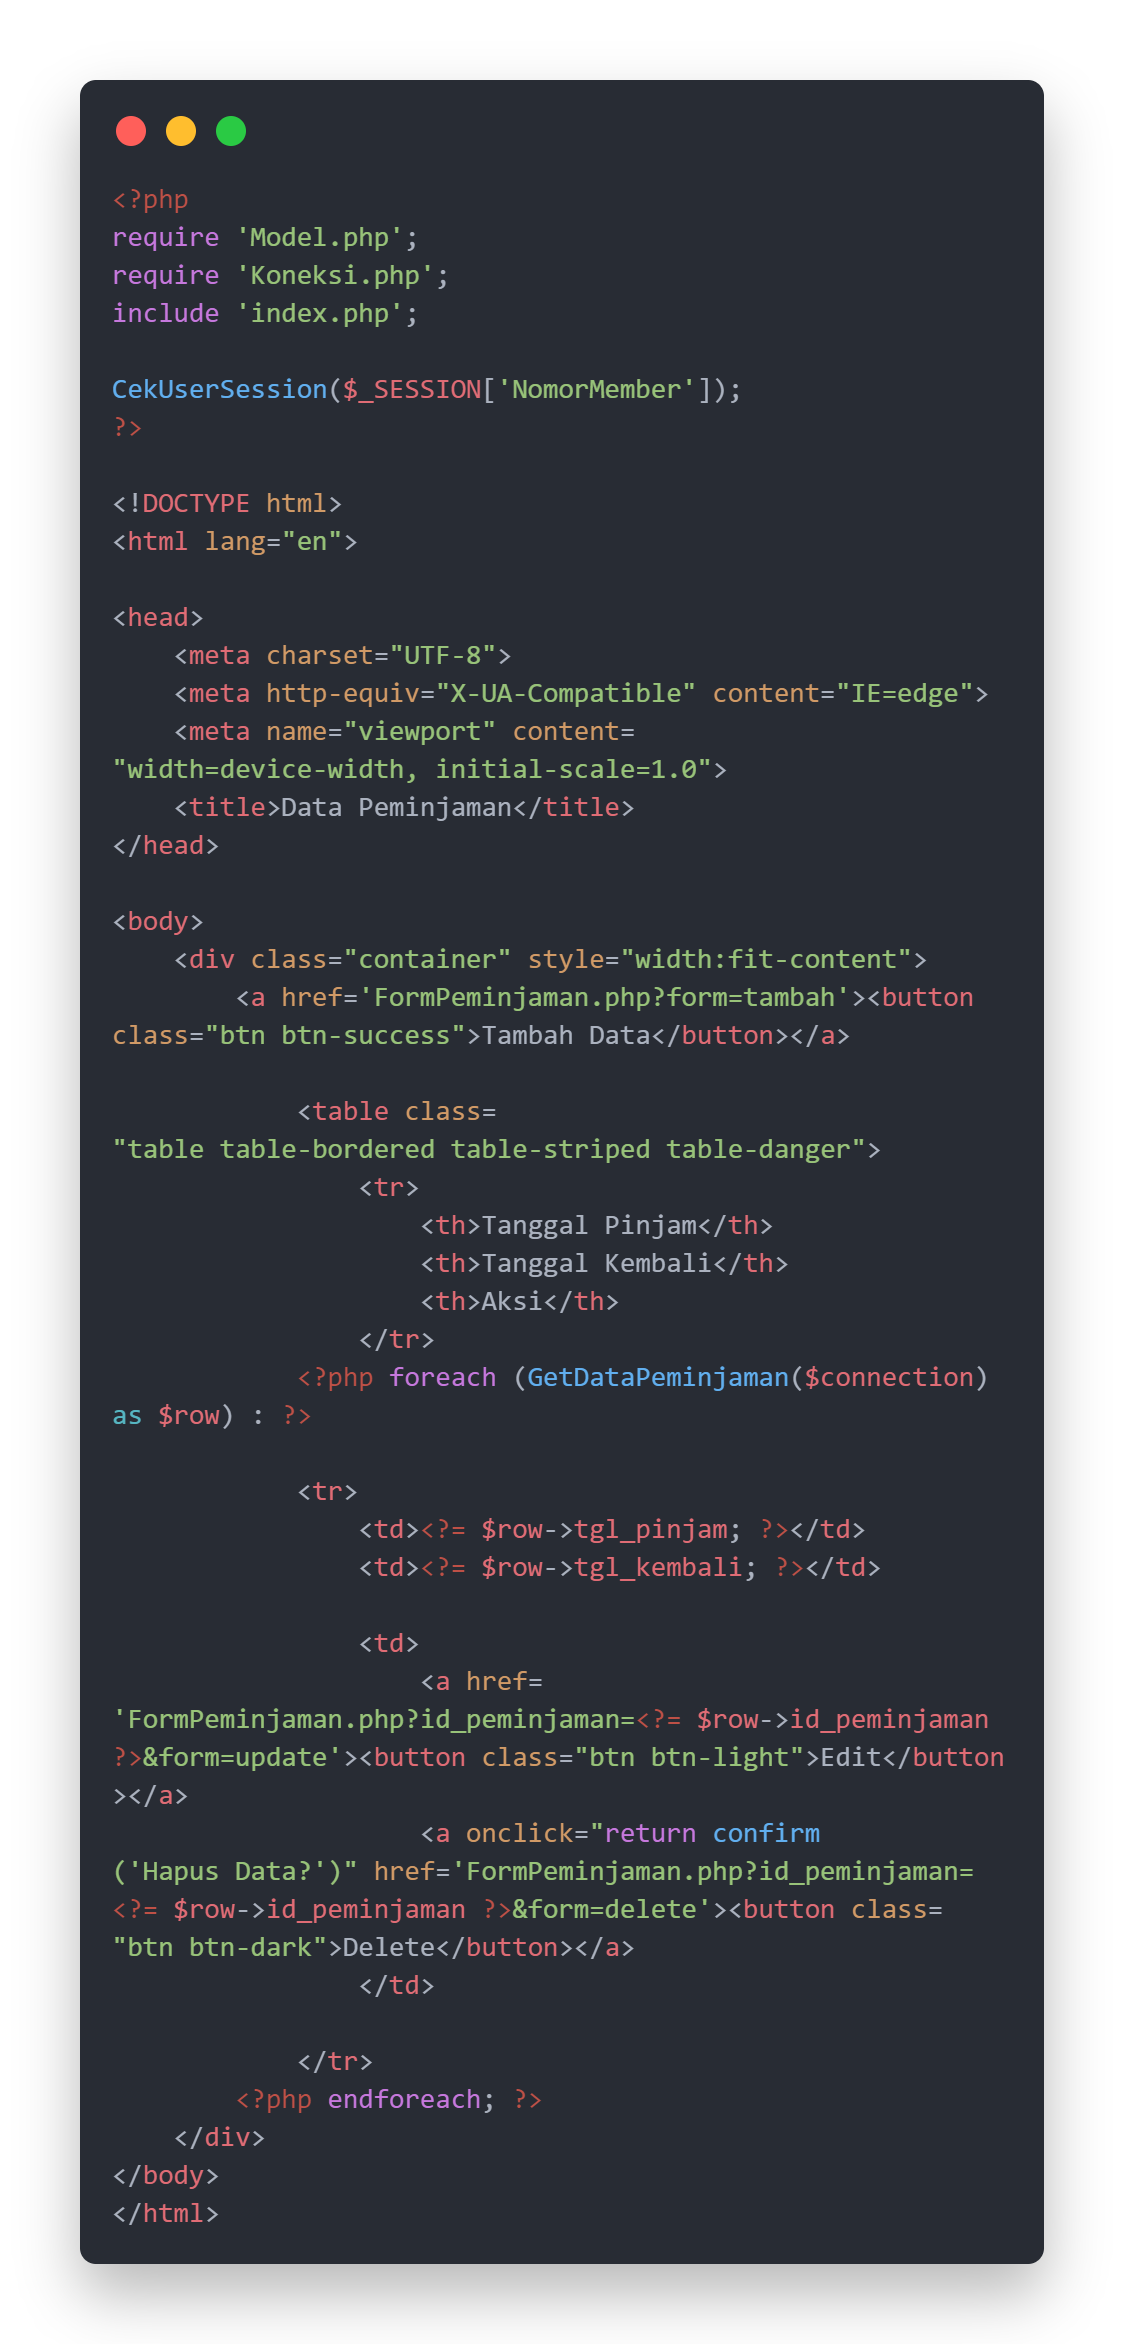 <?php
require 'Model.php';
require 'Koneksi.php';
include 'index.php';

CekUserSession($_SESSION['NomorMember']);
?>

<!DOCTYPE html>
<html lang="en">

<head>
    <meta charset="UTF-8">
    <meta http-equiv="X-UA-Compatible" content="IE=edge">
    <meta name="viewport" content=
"width=device-width, initial-scale=1.0">
    <title>Data Peminjaman</title>
</head>

<body>
    <div class="container" style="width:fit-content">
        <a href='FormPeminjaman.php?form=tambah'><button
class="btn btn-success">Tambah Data</button></a>

            <table class=
"table table-bordered table-striped table-danger">
                <tr>
                    <th>Tanggal Pinjam</th>
                    <th>Tanggal Kembali</th>
                    <th>Aksi</th>
                </tr>
            <?php foreach (GetDataPeminjaman($connection)
as $row) : ?>

            <tr>
                <td><?= $row->tgl_pinjam; ?></td>
                <td><?= $row->tgl_kembali; ?></td>

                <td>
                    <a href=
'FormPeminjaman.php?id_peminjaman=<?= $row->id_peminjaman
?>&form=update'><button class="btn btn-light">Edit</button
></a>
                    <a onclick="return confirm
('Hapus Data?')" href='FormPeminjaman.php?id_peminjaman=
<?= $row->id_peminjaman ?>&form=delete'><button class=
"btn btn-dark">Delete</button></a>
                </td>

            </tr>
        <?php endforeach; ?>
    </div>
</body>
</html>